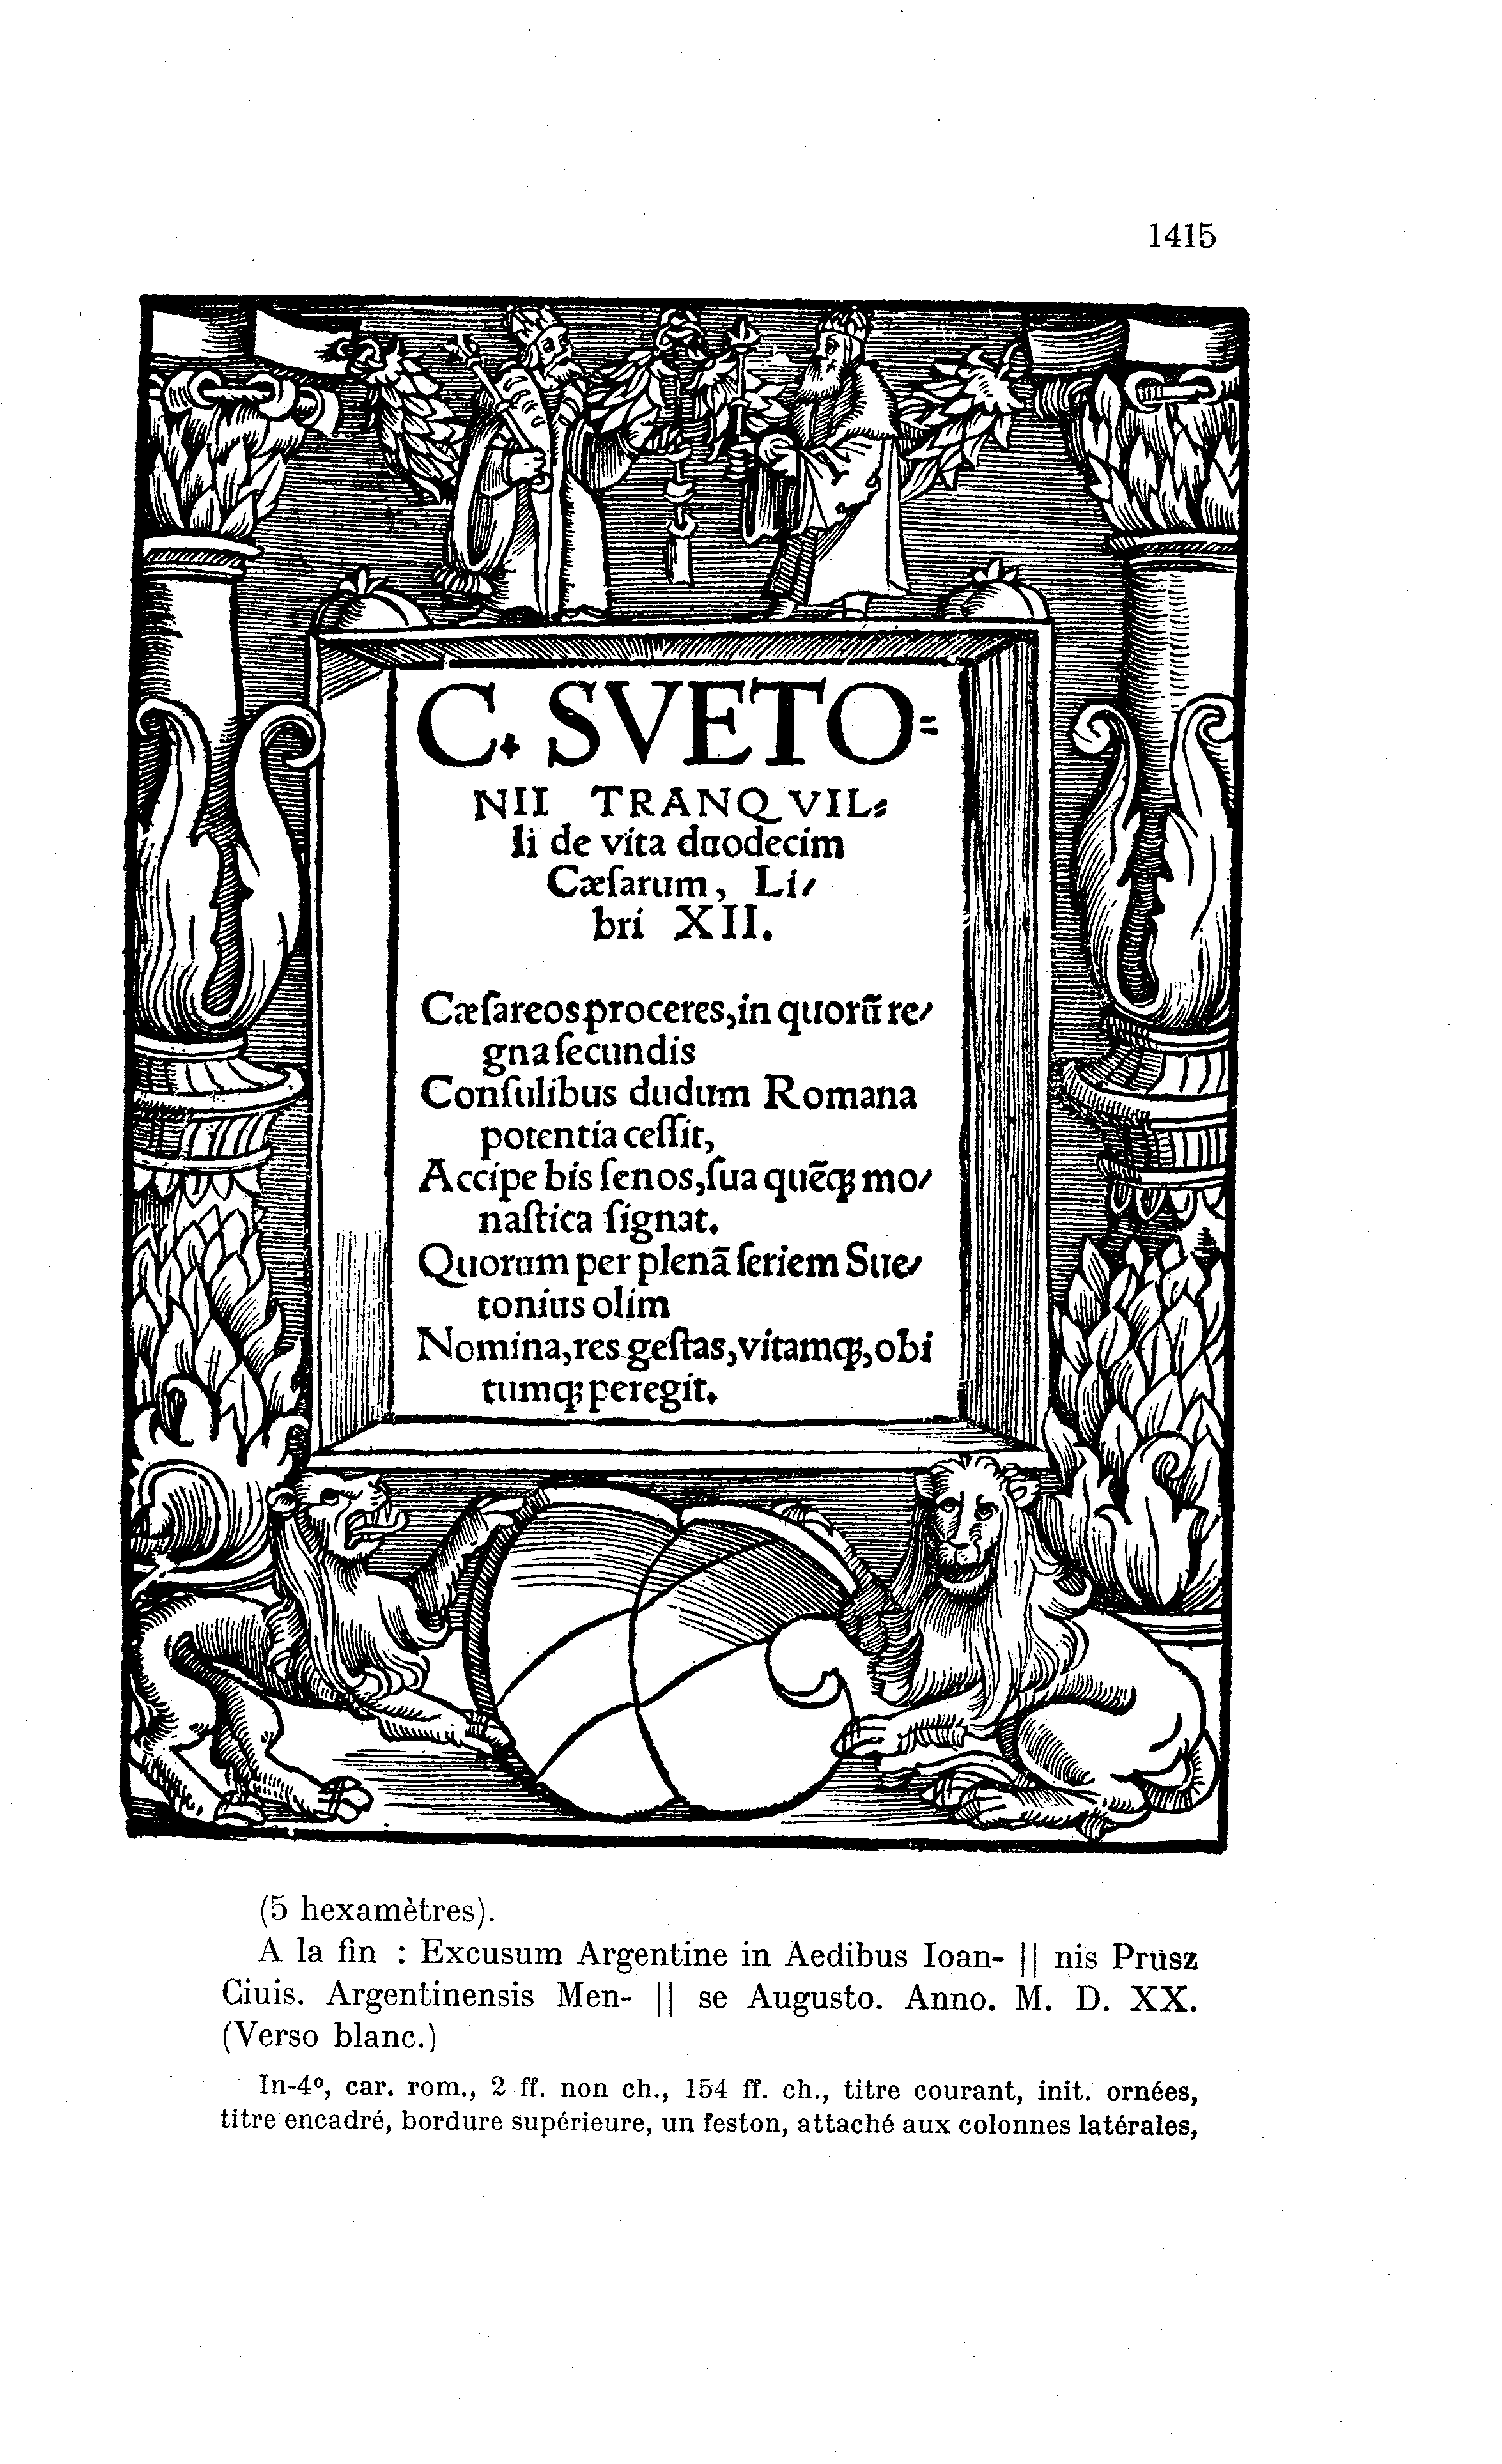 1415
C. SVETO=
NII TRANQVIL=
li de vita duodecim
Cæſarum, Li/
bri XII.
Cæſareos proceres, in quorũ re/
gna ſecundis
Conſulibus dudum Romana
potentia ceſſit,
Accipe bis ſenos, ſua quẽqꝫ mo/
naſtica ſignat.
Quorum per plenã ſeriem Sue/
tonius olim
Nomina, res geſtas, vitamqꝫ, obi
tumqꝫ peregit.
(5 hexamètres).
A la fin : Excusum Argentine in Aedibus Ioan- || nis Prüsz
Ciuis. Argentinensis Men- || se Augusto. Anno. M. D. XX.
(Verso blanc.)
In-4º, car. rom., 2 ff. non ch., 154 ff. ch., titre courant, init. ornées,
titre encadré, bordure supérieure, un feston, attaché aux colonnes latérales,